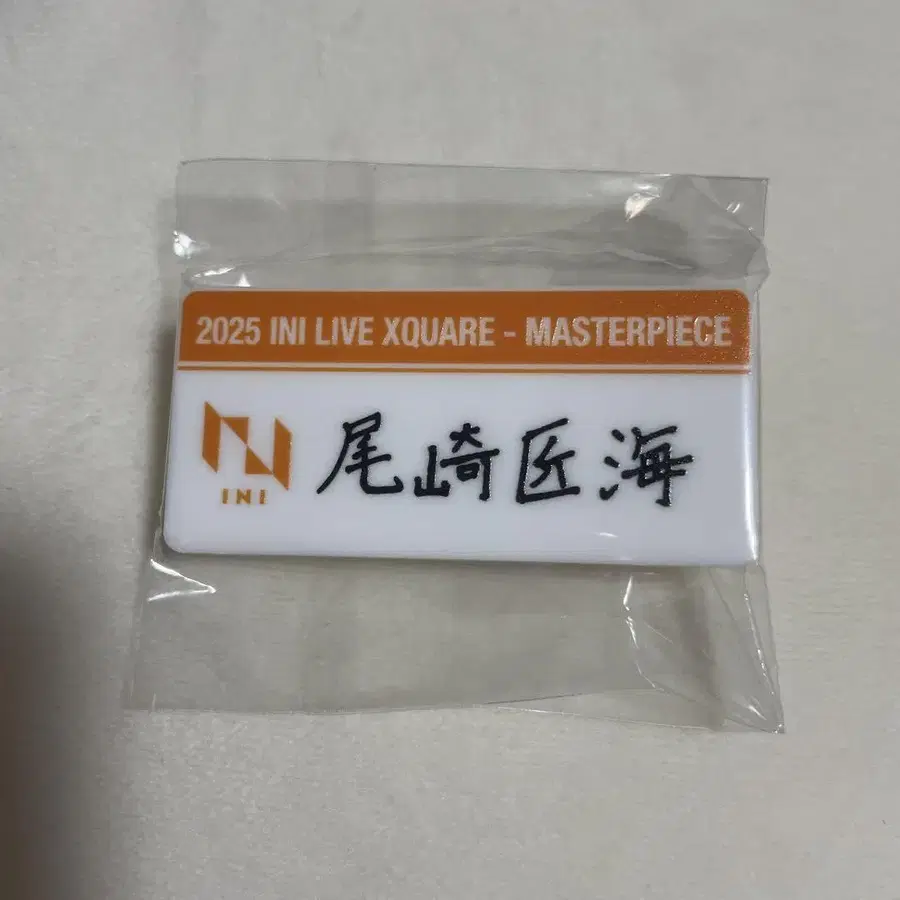 2025 INI LIVE XQUARE - MASTERPIECE
INI
尾崎匠海